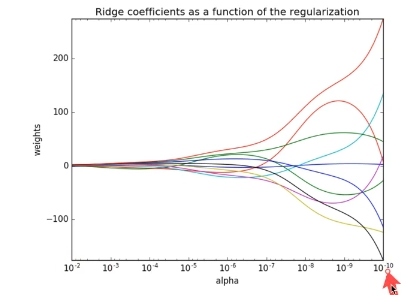 Ridge coefficients as a function of the regularization
200
100
0
−100
weights
10⁻² 10⁻³ 10⁻⁴ 10⁻⁵ 10⁻⁶ 10⁻⁷ 10⁻⁸ 10⁻⁹ 10⁻¹⁰
alpha